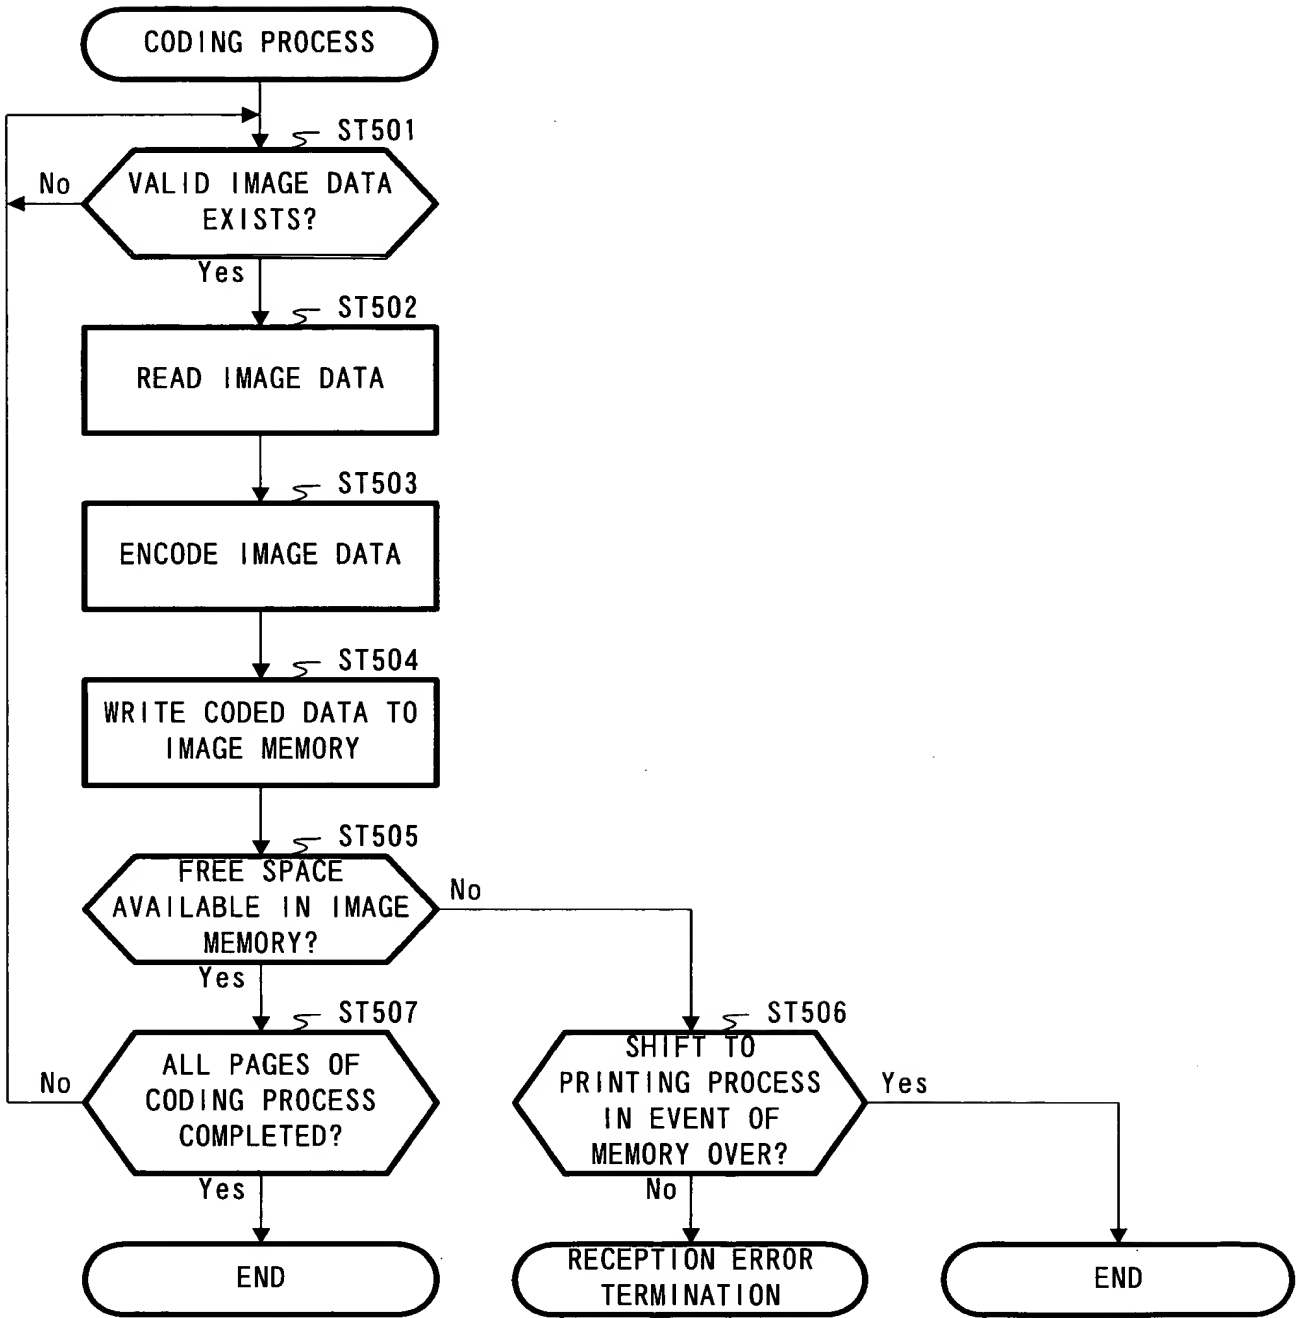 CODING PROCESS
ST501
VALID IMAGE DATA
EXISTS?
No
Yes
ST502
READ IMAGE DATA
ST503
ENCODE IMAGE DATA
ST504
WRITE CODED DATA TO
IMAGE MEMORY
ST505
FREE SPACE
AVAILABLE IN IMAGE
MEMORY?
No
Yes
ST507
ALL PAGES OF
CODING PROCESS
COMPLETED?
No
Yes
END
ST506
SHIFT TO
PRINTING PROCESS
IN EVENT OF
MEMORY OVER?
Yes
No
RECEPTION ERROR
TERMINATION
END